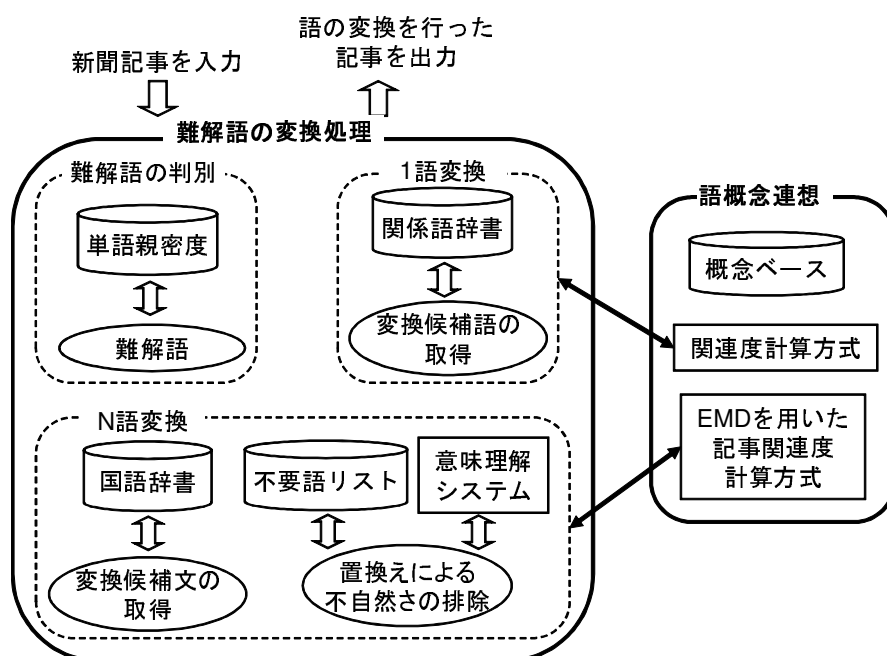 新聞記事を入力
語の変換を行った
記事を出力
難解語の変換処理
難解語の判別
単語親密度
難解語
1語変換
関係語辞書
変換候補語の
取得
N語変換
国語辞書
変換候補文の
取得
不要語リスト
意味理解
システム
置換えによる
不自然さの排除
語概念連想
概念ベース
関連度計算方式
EMDを用いた
記事関連度
計算方式